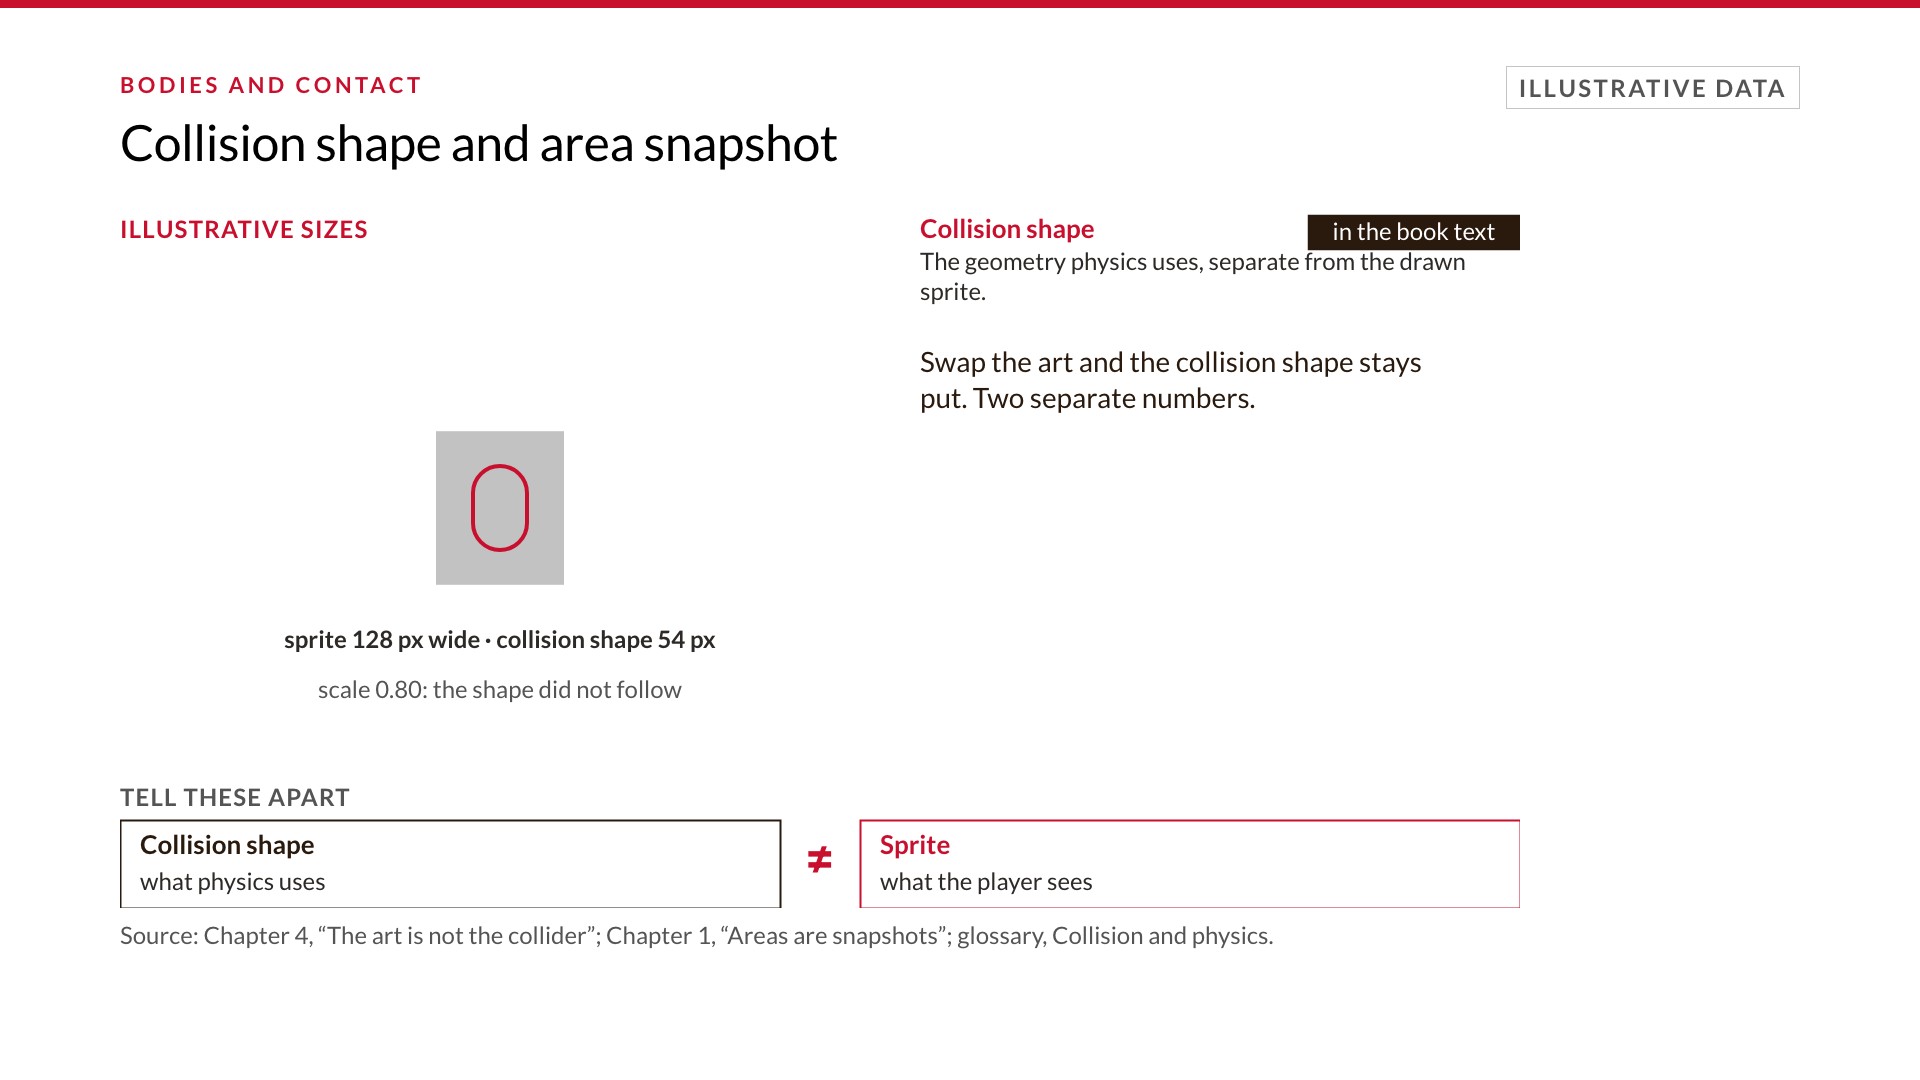 BODIES AND CONTACT
ILLUSTRATIVE DATA
Collision shape and area snapshot
ILLUSTRATIVE SIZES
Collision shape
in the book text
The geometry physics uses, separate from the drawn
sprite.
Swap the art and the collision shape stays
put. Two separate numbers.
sprite 128 px wide · collision shape 54 px
scale 0.80: the shape did not follow
TELL THESE APART
Collision shape
what physics uses
≠
Sprite
what the player sees
Source: Chapter 4, “The art is not the collider”; Chapter 1, “Areas are snapshots”; glossary, Collision and physics.